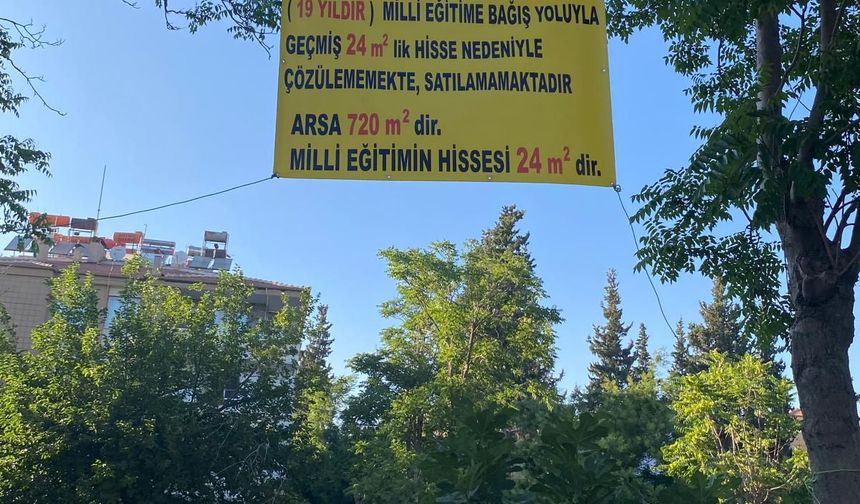 ( 19 YILDIR ) MİLLİ EĞİTİME BAĞIŞ YOLUYLA
GEÇMİŞ 24 m² lik HİSSE NEDENİYLE
ÇÖZÜLEMEMEKTE, SATILAMAMAKTADIR
ARSA 720 m² dir.
MİLLİ EĞİTİMİN HİSSESİ 24 m² dir.